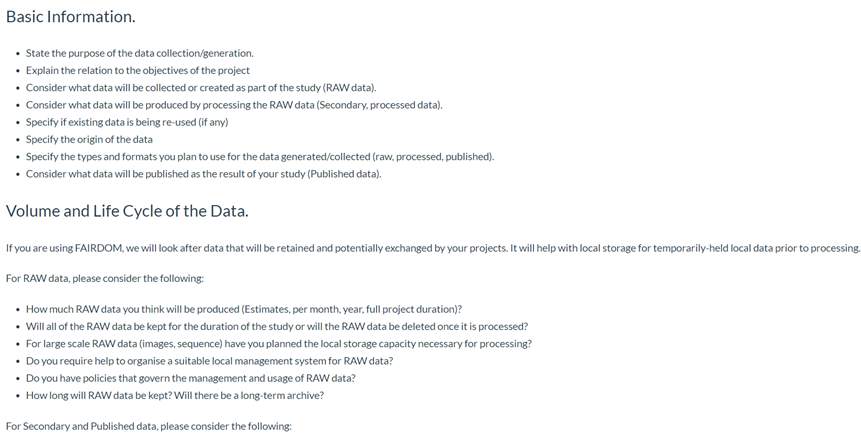 Basic Information.
State the purpose of the data collection/generation.
Explain the relation to the objectives of the project
Consider what data will be collected or created as part of the study (RAW data).
Consider what data will be produced by processing the RAW data (Secondary, processed data).
Specify if existing data is being re-used (if any)
Specify the origin of the data
Specify the types and formats you plan to use for the data generated/collected (raw, processed, published).
Consider what data will be published as the result of your study (Published data).
Volume and Life Cycle of the Data.
If you are using FAIRDOM, we will look after data that will be retained and potentially exchanged by your projects. It will help with local storage for temporarily-held local data prior to processing.
For RAW data, please consider the following:
How much RAW data you think will be produced (Estimates, per month, year, full project duration)?
Will all of the RAW data be kept for the duration of the study or will the RAW data be deleted once it is processed?
For large scale RAW data (images, sequence) have you planned the local storage capacity necessary for processing?
Do you require help to organise a suitable local management system for RAW data?
Do you have policies that govern the management and usage of RAW data?
How long will RAW data be kept? Will there be a long-term archive?
For Secondary and Published data, please consider the following: